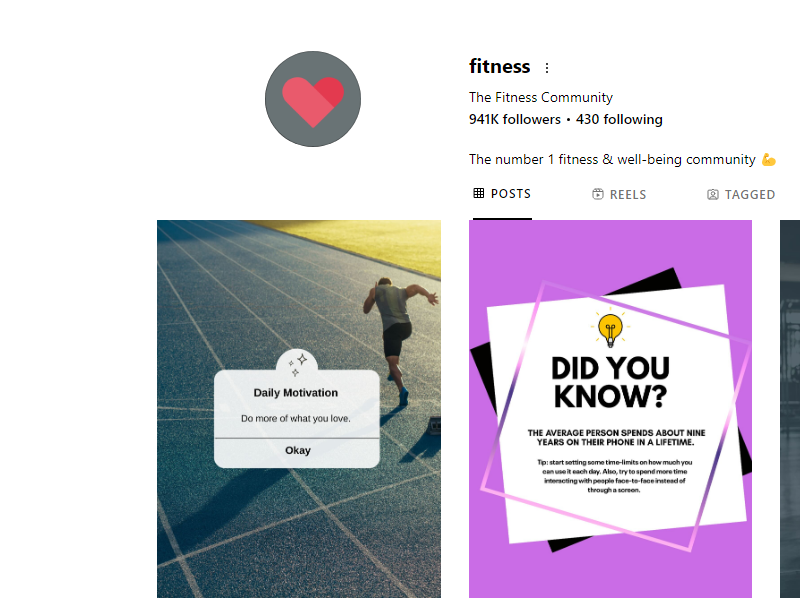 fitness
The Fitness Community
941K followers • 430 following
The number 1 fitness & well-being community 💪
POSTS
REELS
TAGGED
Daily Motivation
Do more of what you love.
Okay
DID YOU
KNOW?
THE AVERAGE PERSON SPENDS ABOUT NINE
YEARS ON THEIR PHONE IN A LIFETIME.
Tip: start setting some time-limits on how much you
can use it each day. Also, try to spend more time
interacting with people face-to-face instead of
through a screen.